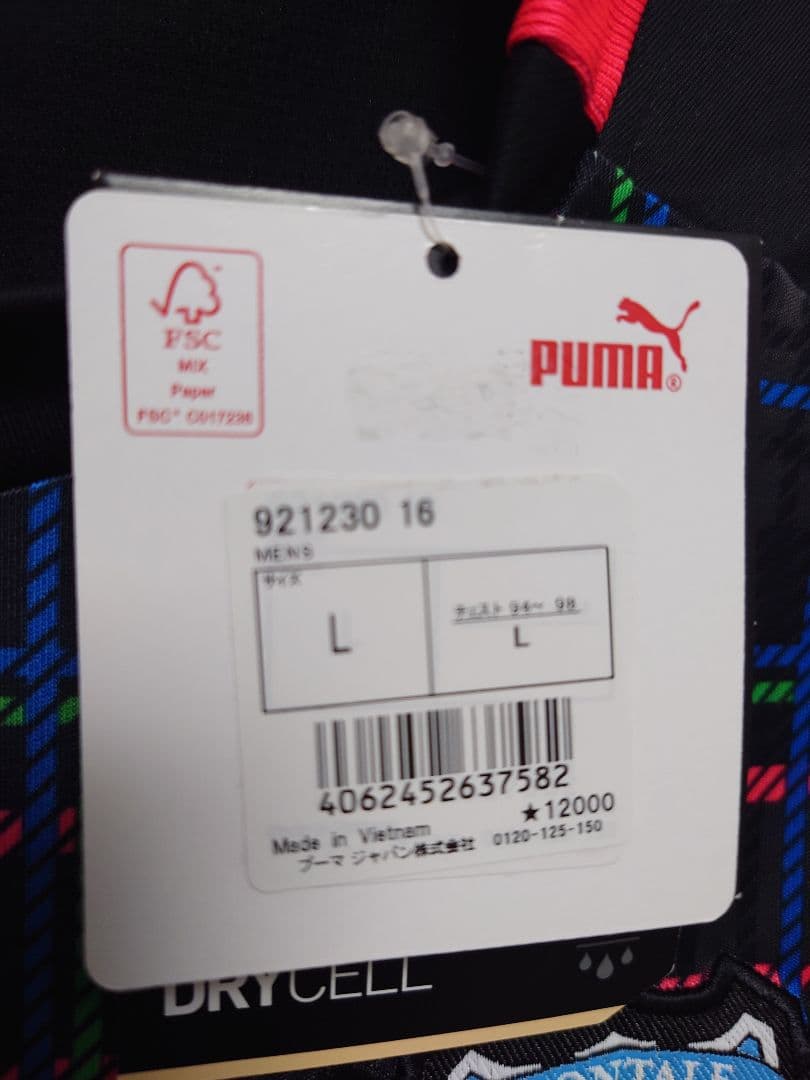 FSC
MIX
Paper
FSC® C017236
PUMA®
921230 16
MENS
サイズ
L
チェスト 94～ 98
L
4062452637582
★12000
Made in Vietnam
プーマ ジャパン株式会社 0120-125-150
DRYCELL